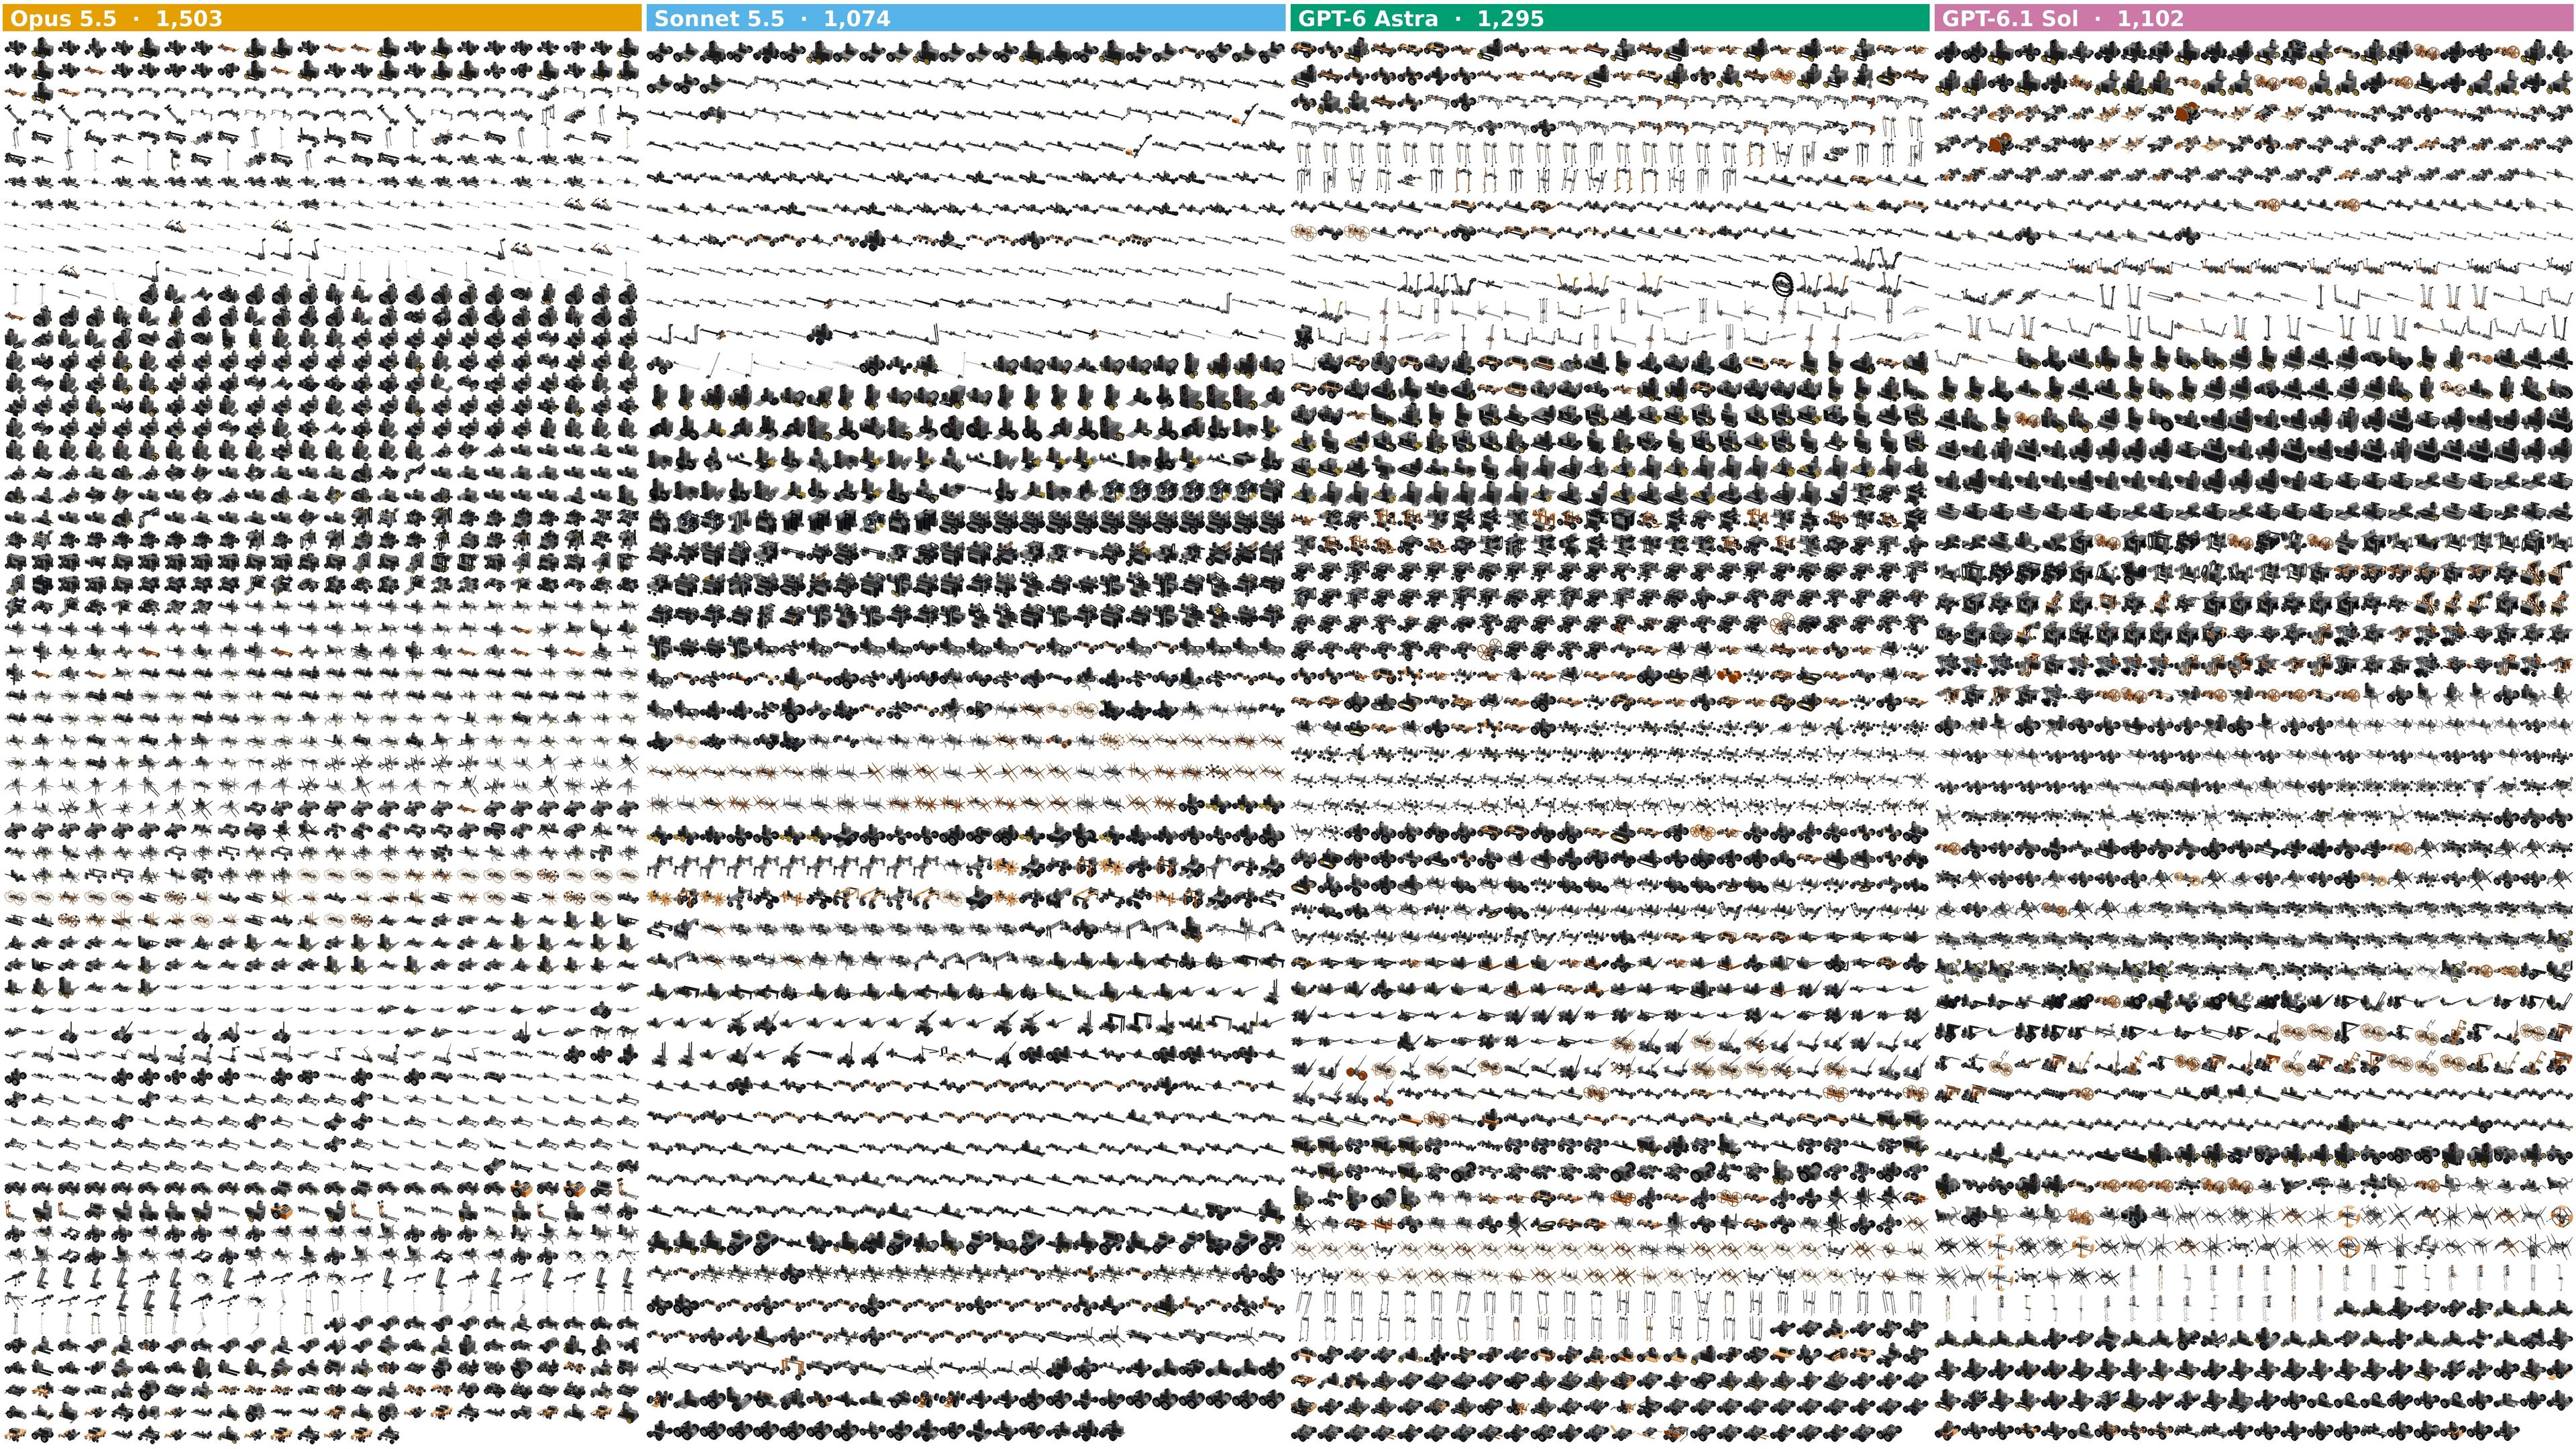 Opus 5.5 · 1,503
Sonnet 5.5 · 1,074
GPT-6 Astra · 1,295
GPT-6.1 Sol · 1,102